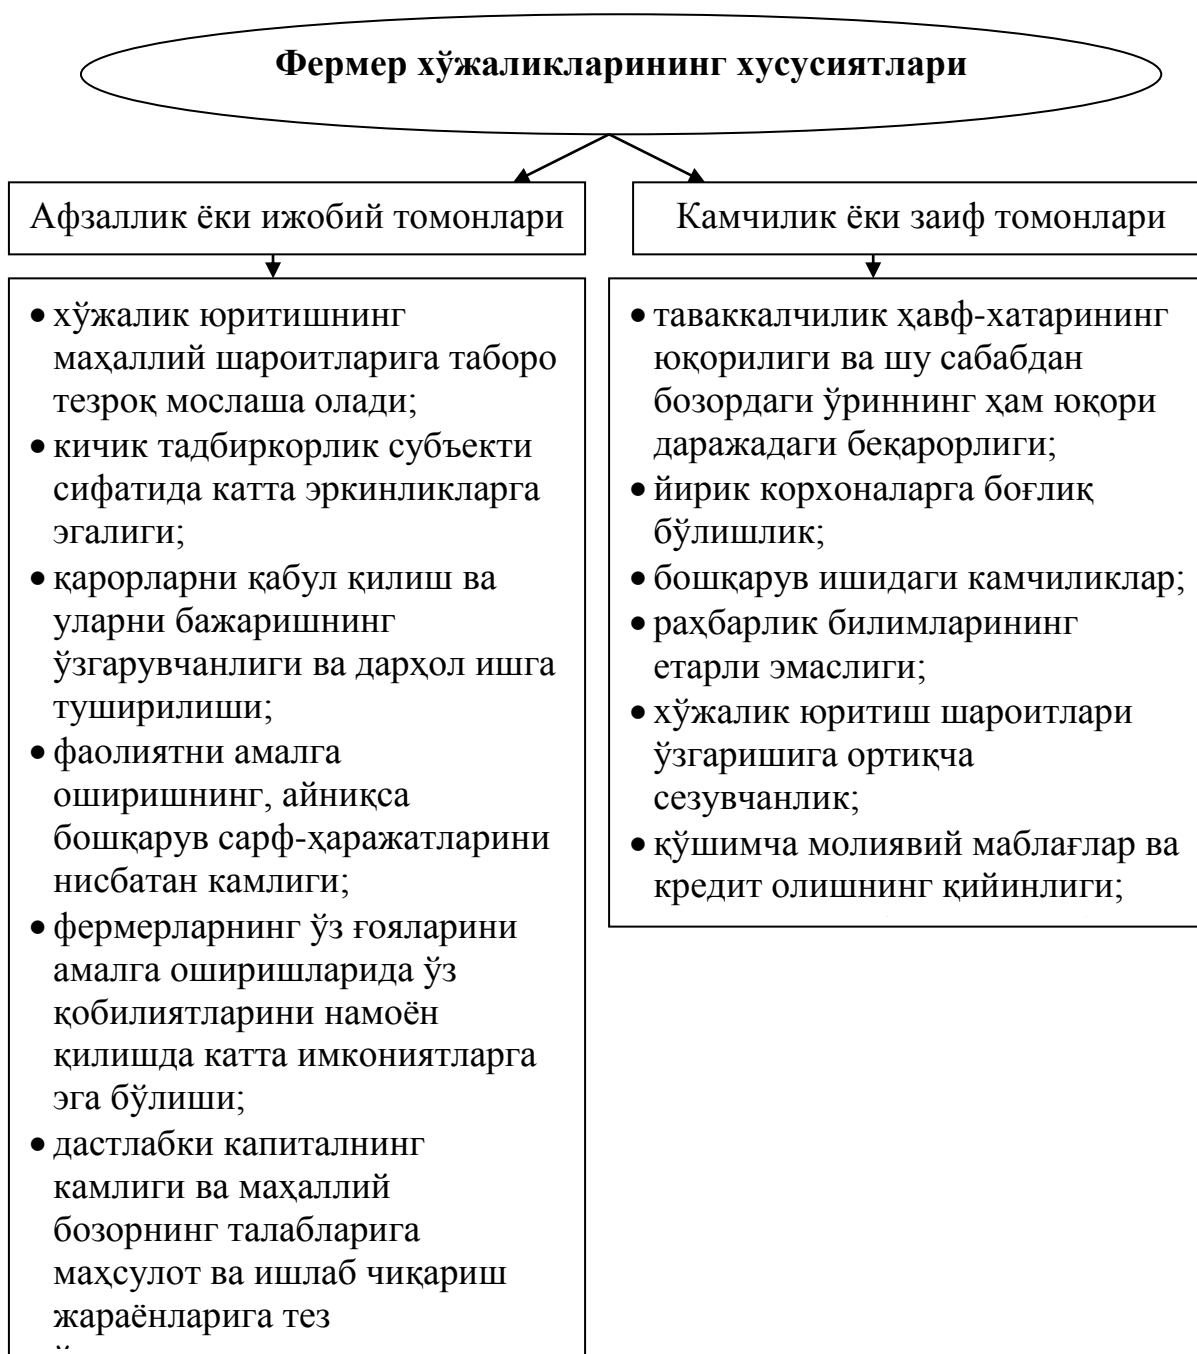 Фермер хўжаликларининг хусусиятлари
Афзаллик ёки ижобий томонлари
• хўжалик юритишнинг
маҳаллий шароитларига таборо
тезроқ мослаша олади;
• кичик тадбиркорлик субъекти
сифатида катта эркинликларга
эгалиги;
• қарорларни қабул қилиш ва
уларни бажаришнинг
ўзгарувчанлиги ва дарҳол ишга
туширилиши;
• фаолиятни амалга
оширишнинг, айниқса
бошқарув сарф-ҳаражатларини
нисбатан камлиги;
• фермерларнинг ўз ғояларини
амалга оширишларида ўз
қобилиятларини намоён
қилишда катта имкониятларга
эга бўлиши;
• дастлабки капиталнинг
камлиги ва маҳаллий
бозорнинг талабларига
маҳсулот ва ишлаб чиқариш
жараёнларига тез
Камчилик ёки заиф томонлари
• таваккалчилик ҳавф-хатарининг
юқорилиги ва шу сабабдан
бозордаги ўриннинг ҳам юқори
даражадаги беқарорлиги;
• йирик корхоналарга боғлиқ
бўлишлик;
• бошқарув ишидаги камчиликлар;
• раҳбарлик билимларининг
етарли эмаслиги;
• хўжалик юритиш шароитлари
ўзгаришига ортиқча
сезувчанлик;
• қўшимча молиявий маблағлар ва
кредит олишнинг қийинлиги;